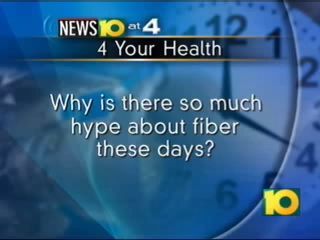 NEWS 10 at 4
4 Your Health
Why is there so much
hype about fiber
these days?
10